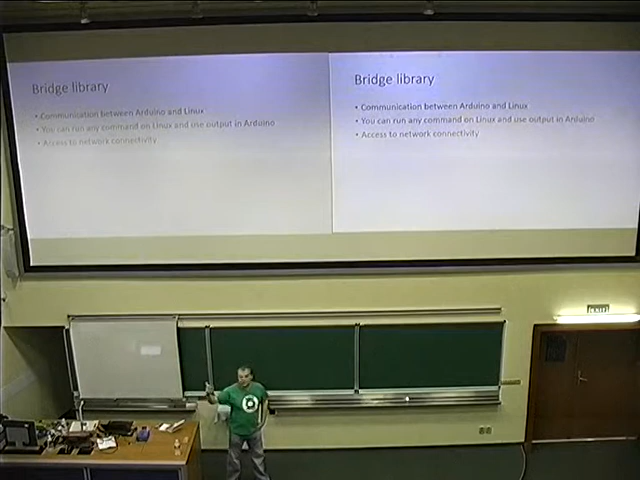 Bridge library
• Communication between Arduino and Linux
• You can run any command on Linux and use output in Arduino
• Access to network connectivity
Bridge library
• Communication between Arduino and Linux
• You can run any command on Linux and use output in Arduino
• Access to network connectivity
EXIT